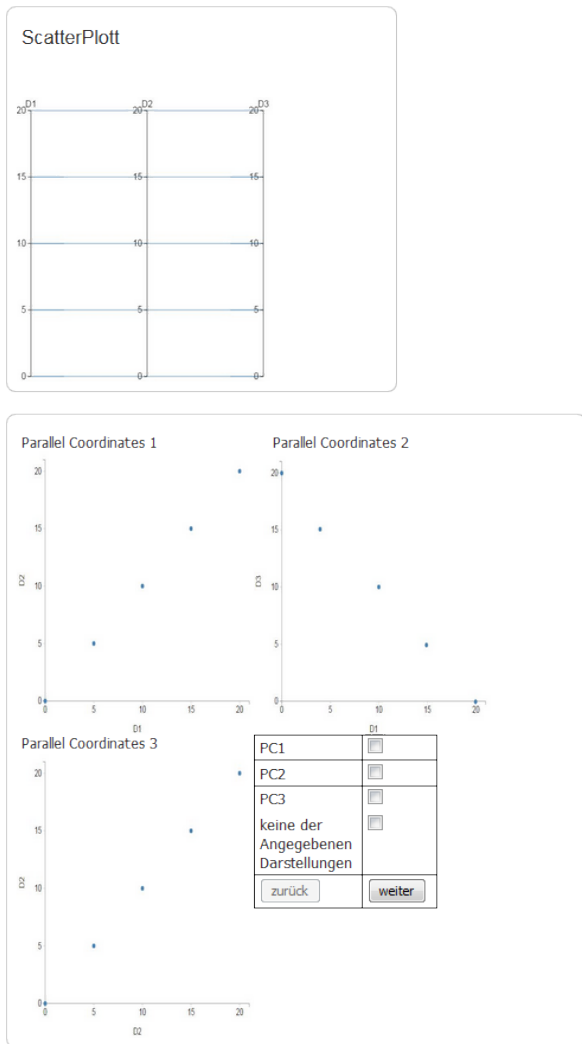 ScatterPlott
D1 D2 D3
20 20 20
15 15 15
10 10 10
5 5 5
0 0 0
Parallel Coordinates 1
20
15
D2
10
5
0
0 5 10 15 20
D1
Parallel Coordinates 2
20
15
D3
10
5
0
0 5 10 15 20
D1
Parallel Coordinates 3
20
15
D2
10
5
0
0 5 10 15 20
D2
PC1
PC2
PC3
keine der
Angegebenen
Darstellungen
zurück weiter